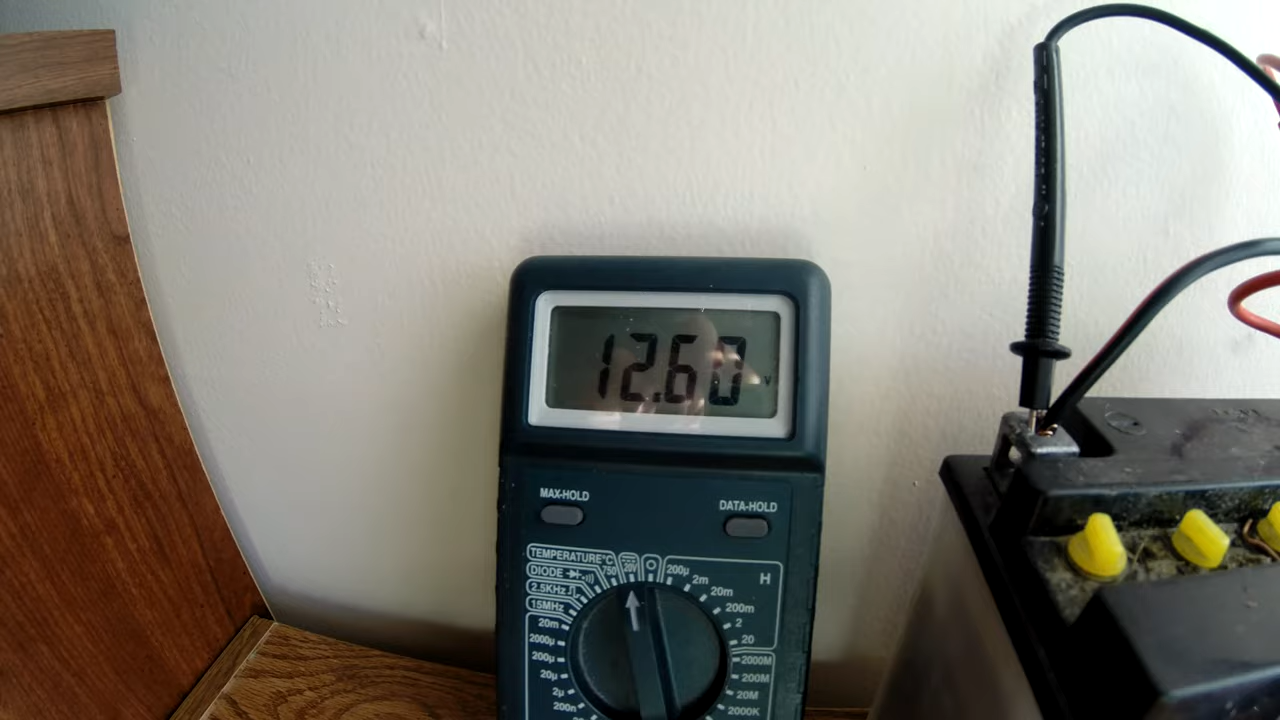 12.60 V
MAX-HOLD
DATA-HOLD
TEMPERATURE°C
DIODE
2.5KHz
15MHz
750
20V
200µ
2m
20m
200m
2
20
H
20m
2000µ
200µ
20µ
2µ
200n
2000M
200M
20M
2000K